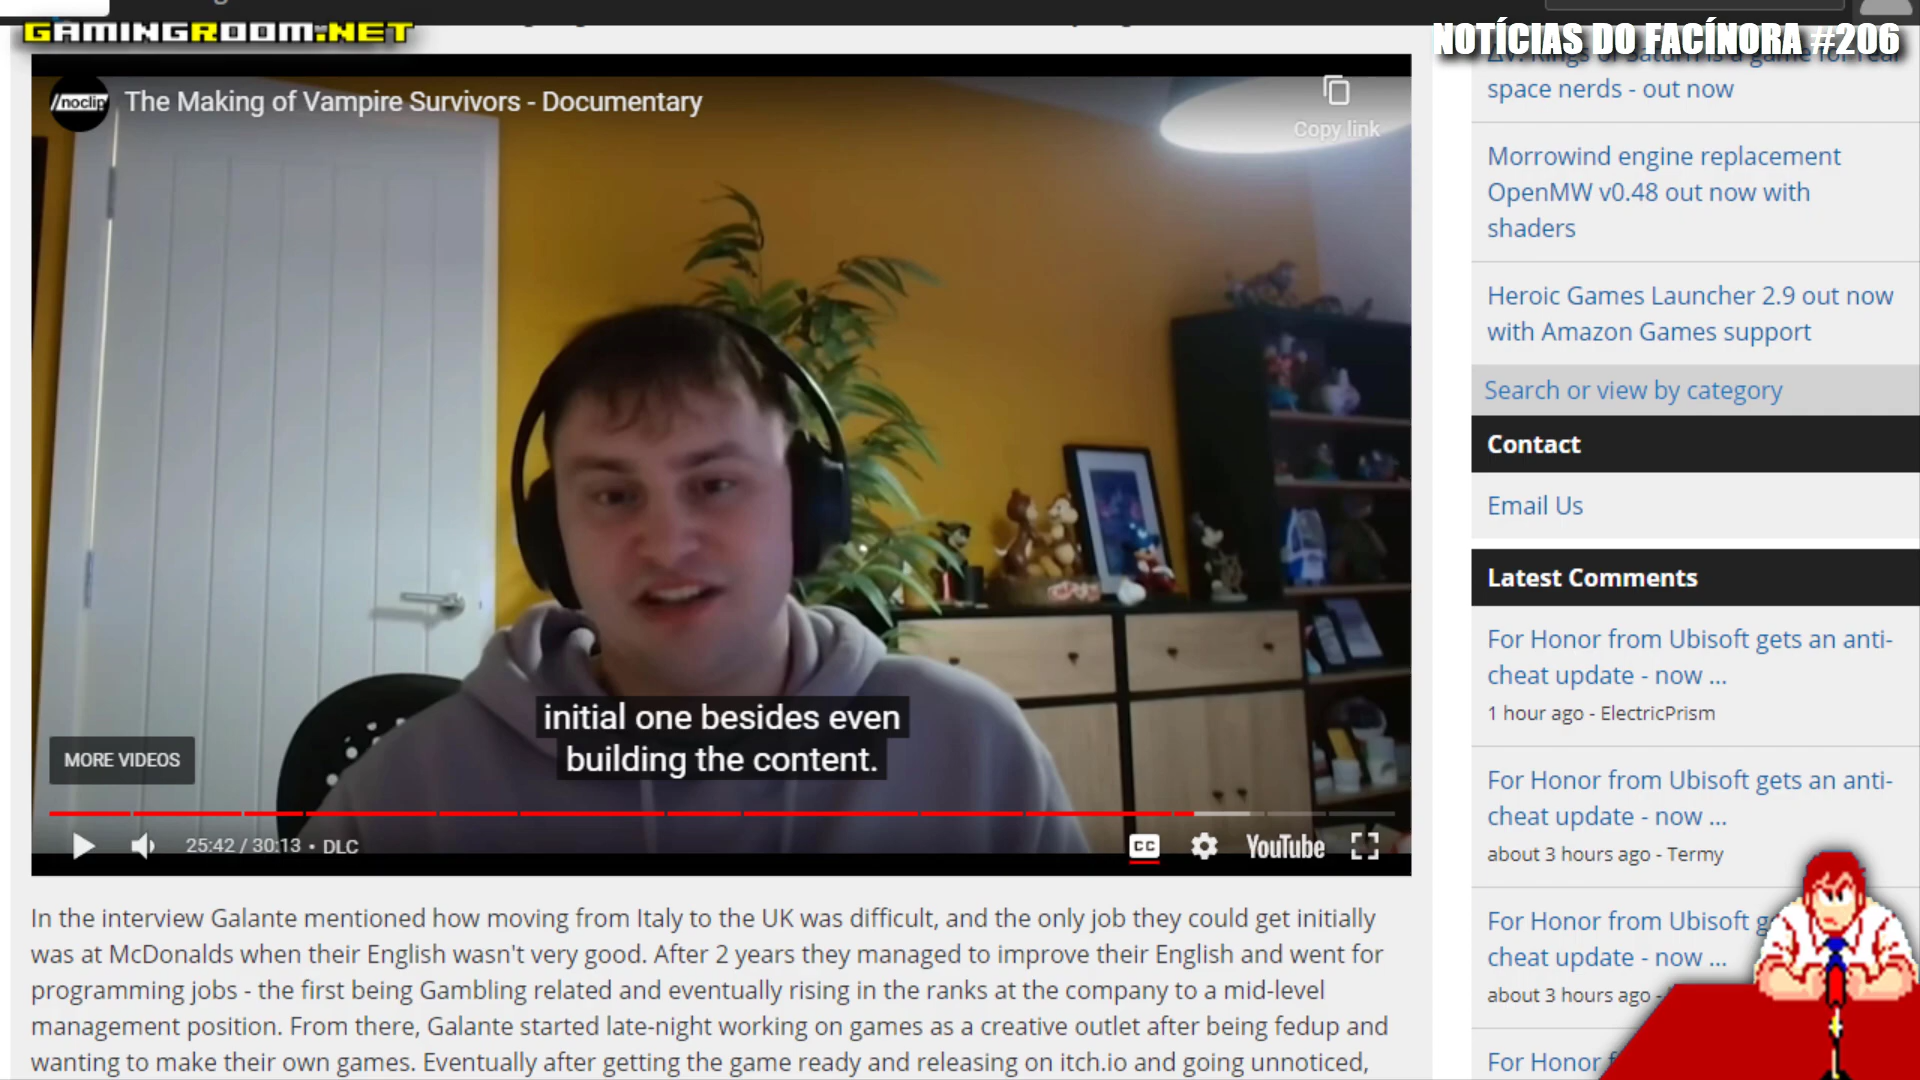 GAMINGROOM.NET
NOTÍCIAS DO FACÍNORA #206
/noclip
The Making of Vampire Survivors - Documentary
Copy link
initial one besides even
building the content.
MORE VIDEOS
25:42 / 30:13 • DLC
CC
YouTube
In the interview Galante mentioned how moving from Italy to the UK was difficult, and the only job they could get initially
was at McDonalds when their English wasn't very good. After 2 years they managed to improve their English and went for
programming jobs - the first being Gambling related and eventually rising in the ranks at the company to a mid-level
management position. From there, Galante started late-night working on games as a creative outlet after being fedup and
wanting to make their own games. Eventually after getting the game ready and releasing on itch.io and going unnoticed,
ΔV: Rings of Saturn is a game for real
space nerds - out now
Morrowind engine replacement
OpenMW v0.48 out now with
shaders
Heroic Games Launcher 2.9 out now
with Amazon Games support
Search or view by category
Contact
Email Us
Latest Comments
For Honor from Ubisoft gets an anti-
cheat update - now ...
1 hour ago - ElectricPrism
For Honor from Ubisoft gets an anti-
cheat update - now ...
about 3 hours ago - Termy
For Honor from Ubisoft
cheat update - now ...
about 3 hours ago -
For Honor